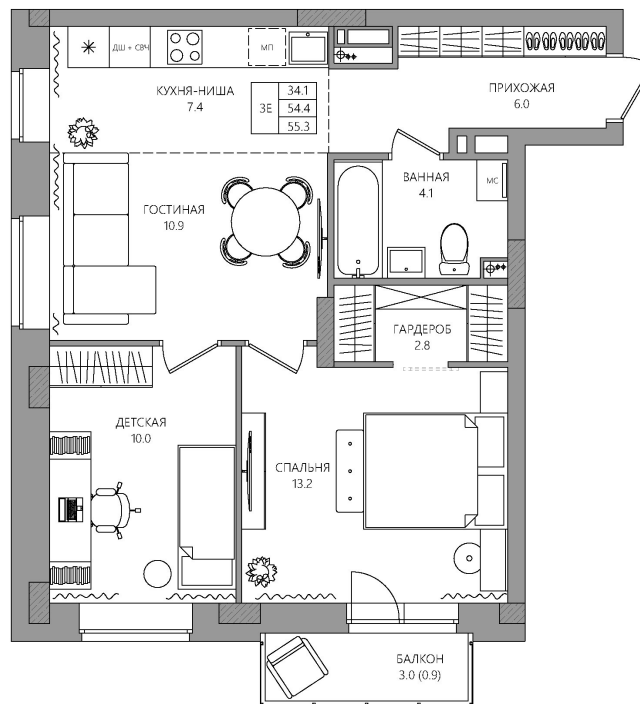 ДШ + СВЧ
МП
КУХНЯ-НИША
7.4
3Е
34.1
54.4
55.3
ПРИХОЖАЯ
6.0
ВАННАЯ
4.1
МС
ГОСТИНАЯ
10.9
ГАРДЕРОБ
2.8
ДЕТСКАЯ
10.0
СПАЛЬНЯ
13.2
БАЛКОН
3.0 (0.9)